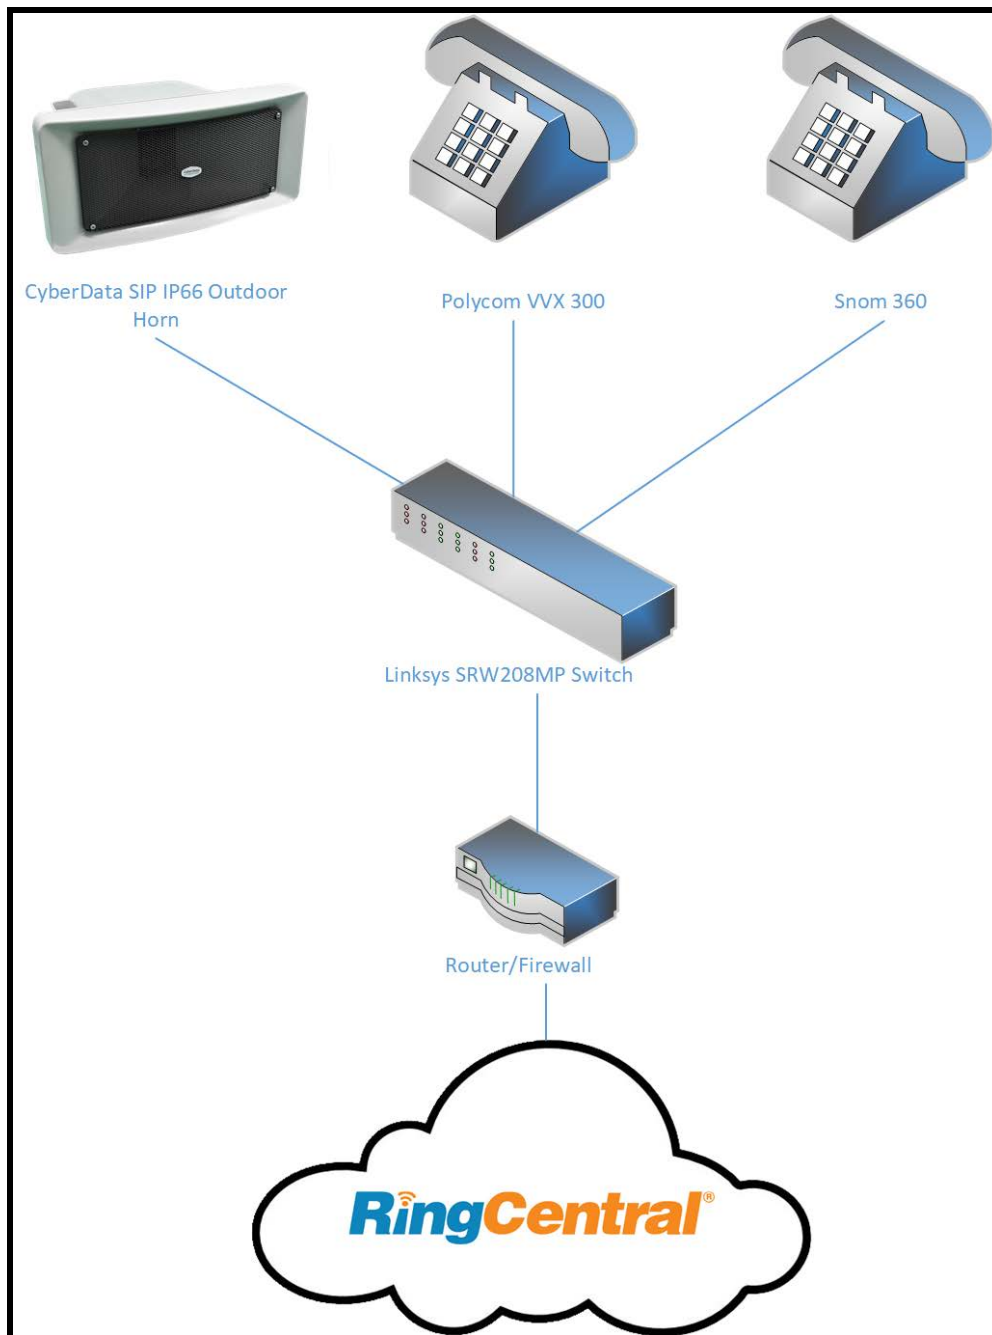 CyberData SIP IP66 Outdoor
Horn
Polycom VVX 300
Snom 360
Linksys SRW208MP Switch
Router/Firewall
RingCentral®